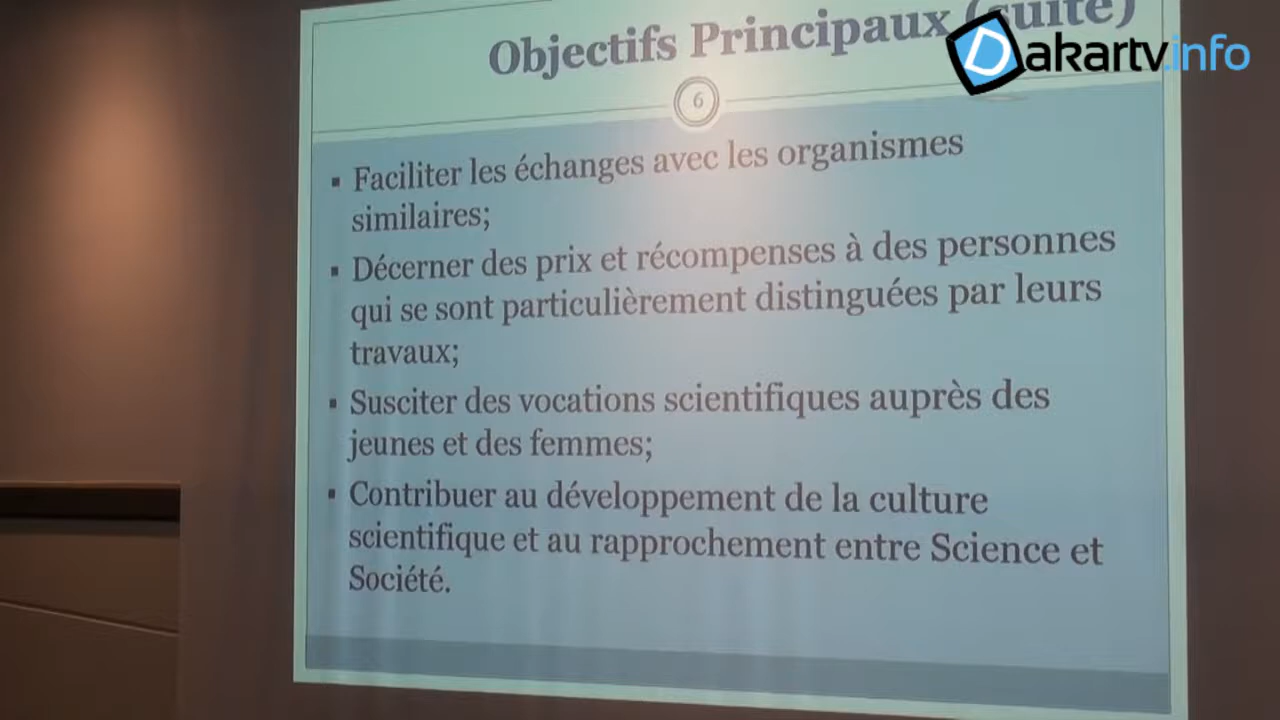 Objectifs Principaux (suite)
Dakartv.info
6
▪ Faciliter les échanges avec les organismes
similaires;
▪ Décerner des prix et récompenses à des personnes
qui se sont particulièrement distinguées par leurs
travaux;
▪ Susciter des vocations scientifiques auprès des
jeunes et des femmes;
▪ Contribuer au développement de la culture
scientifique et au rapprochement entre Science et
Société.